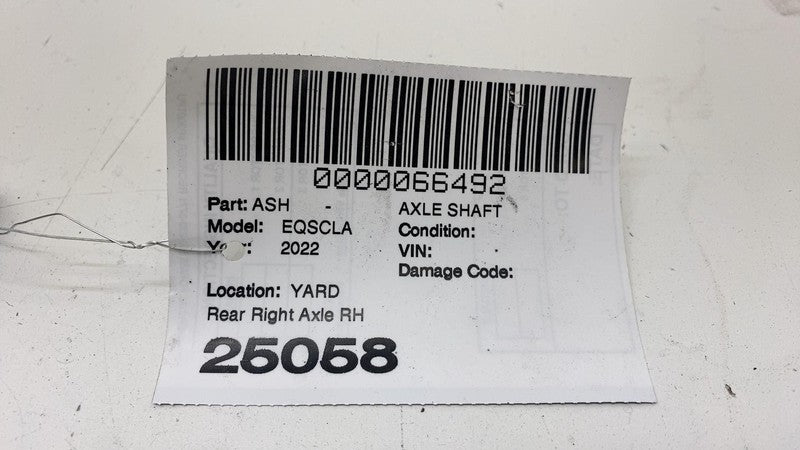 0000066492
Part: ASH - AXLE SHAFT
Model: EQSCLA Condition:
Year: 2022 VIN:
Damage Code:
Location: YARD
Rear Right Axle RH
25058